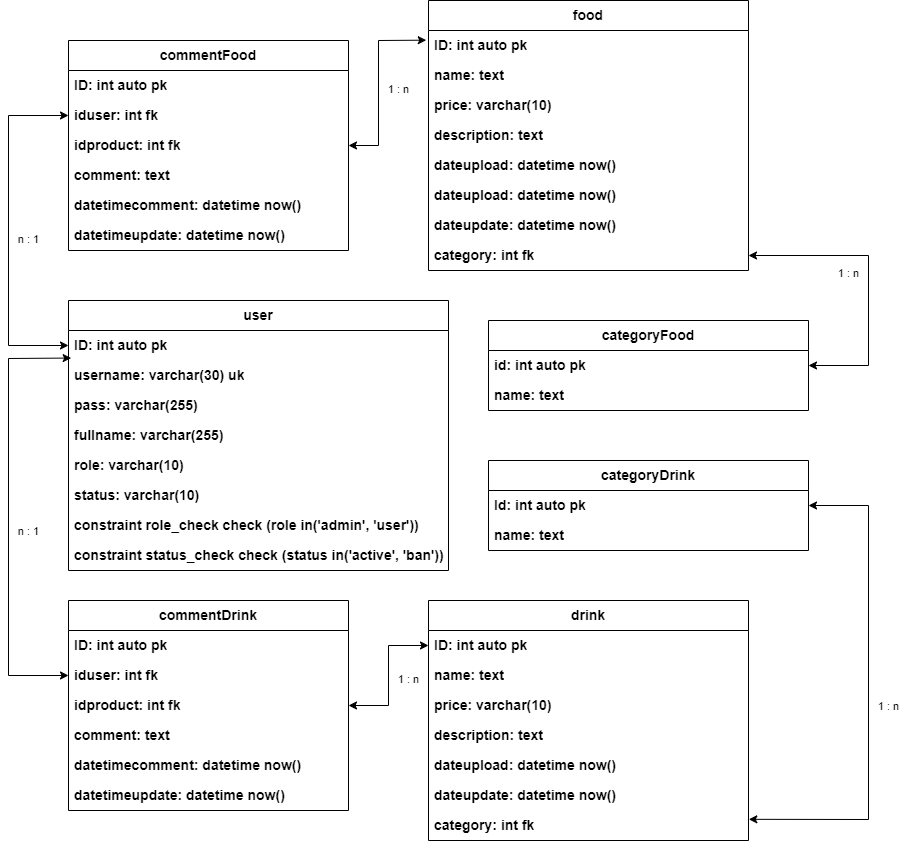 commentFood
ID: int auto pk
iduser: int fk
idproduct: int fk
comment: text
datetimecomment: datetime now()
datetimeupdate: datetime now()
1 : n
food
ID: int auto pk
name: text
price: varchar(10)
description: text
dateupload: datetime now()
dateupload: datetime now()
dateupdate: datetime now()
category: int fk
n : 1
1 : n
user
ID: int auto pk
username: varchar(30) uk
pass: varchar(255)
fullname: varchar(255)
role: varchar(10)
status: varchar(10)
constraint role_check check (role in('admin', 'user'))
constraint status_check check (status in('active', 'ban'))
categoryFood
id: int auto pk
name: text
categoryDrink
Id: int auto pk
name: text
n : 1
commentDrink
ID: int auto pk
iduser: int fk
idproduct: int fk
comment: text
datetimecomment: datetime now()
datetimeupdate: datetime now()
1 : n
drink
ID: int auto pk
name: text
price: varchar(10)
description: text
dateupload: datetime now()
dateupdate: datetime now()
category: int fk
1 : n